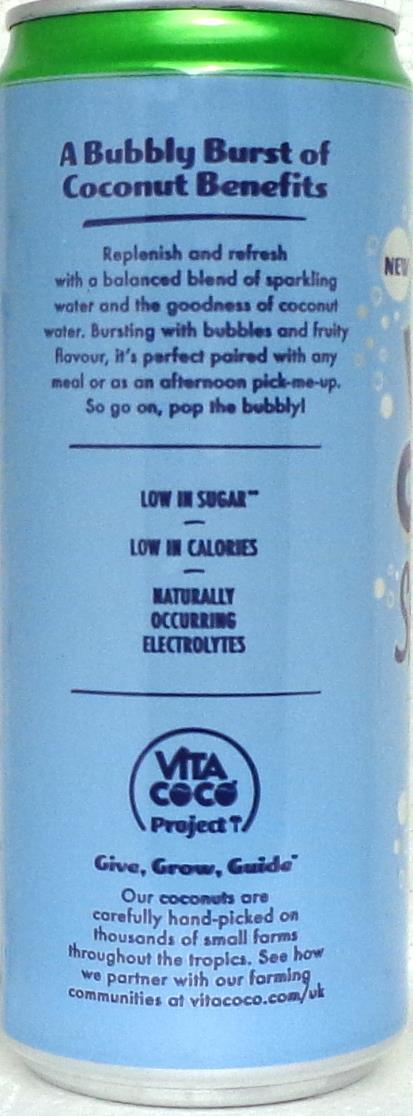 A Bubbly Burst of
Coconut Benefits
Replenish and refresh
with a balanced blend of sparkling
water and the goodness of coconut
water. Bursting with bubbles and fruity
flavour, it's perfect paired with any
meal or as an afternoon pick-me-up.
So go on, pop the bubbly!
LOW IN SUGAR**
LOW IN CALORIES
NATURALLY
OCCURRING
ELECTROLYTES
VITA
COCO
Project
Give, Grow, Guide
Our coconuts are
carefully hand-picked on
thousands of small farms
throughout the tropics. See how
we partner with our farming
communities at vitacoco.com/uk
NEW